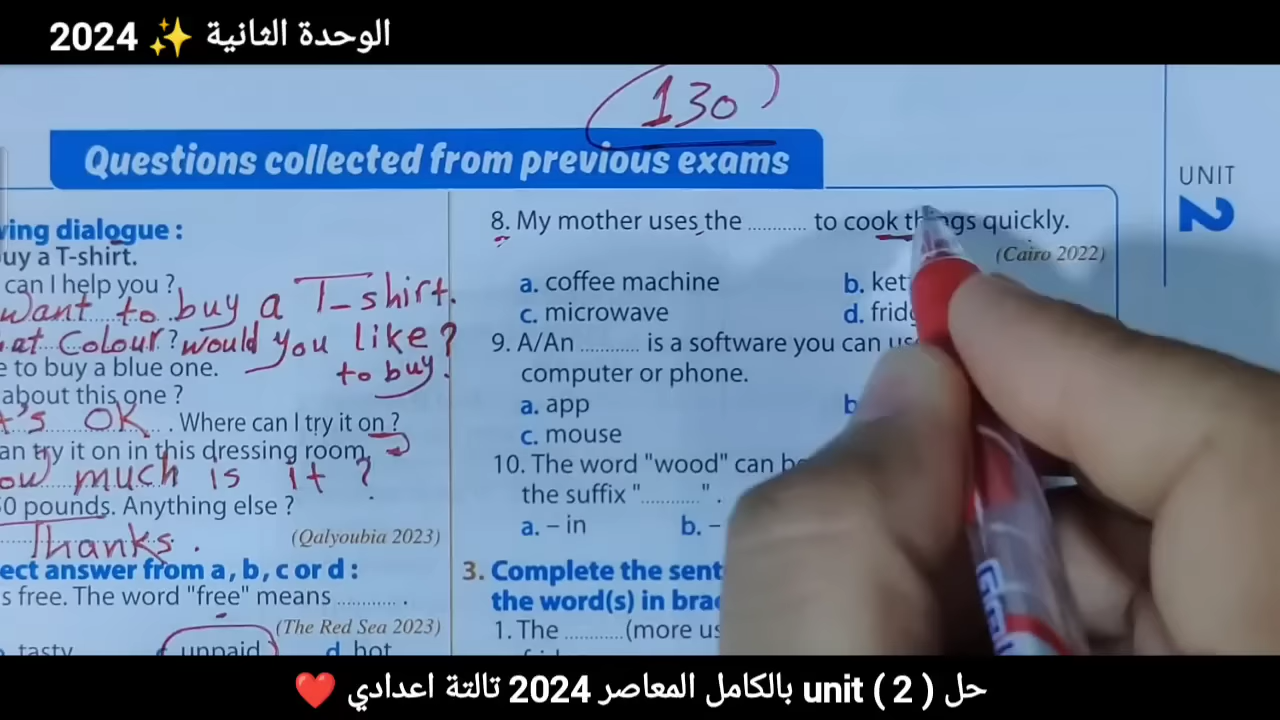 الوحدة الثانية ✨ 2024
130
Questions collected from previous exams
UNIT
2
ving dialogue :
uy a T-shirt.
can I help you ?
want to buy a T-shirt.
at Colour? would you like?
to buy.
e to buy a blue one.
about this one ?
t's OK . Where can I try it on ?
an try it on in this dressing room.
ow much is it ?
0 pounds. Anything else ?
Thanks.
(Qalyoubia 2023)
ect answer from a, b, c or d :
s free. The word "free" means ............ .
(The Red Sea 2023)
tasty unpaid d. hot
8. My mother uses the ............ to cook things quickly.
(Cairo 2022)
a. coffee machine b. ket
c. microwave d. frid
9. A/An ............ is a software you can us
computer or phone.
a. app b
c. mouse
10. The word "wood" can be
the suffix "............" .
a. – in b. –
3. Complete the sent
the word(s) in bra
1. The ............ (more us
حل unit ( 2 ) بالكامل المعاصر 2024 تالتة اعدادي ❤️